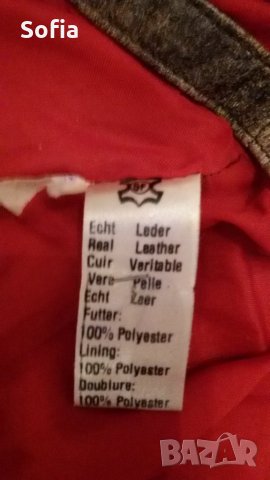 Sofia
Echt Leder
Real Leather
Cuir Veritable
Vera Pelle
Echt Leer
Futter:
100% Polyester
Lining:
100% Polyester
Doublure:
100% Polyester
BAZAR